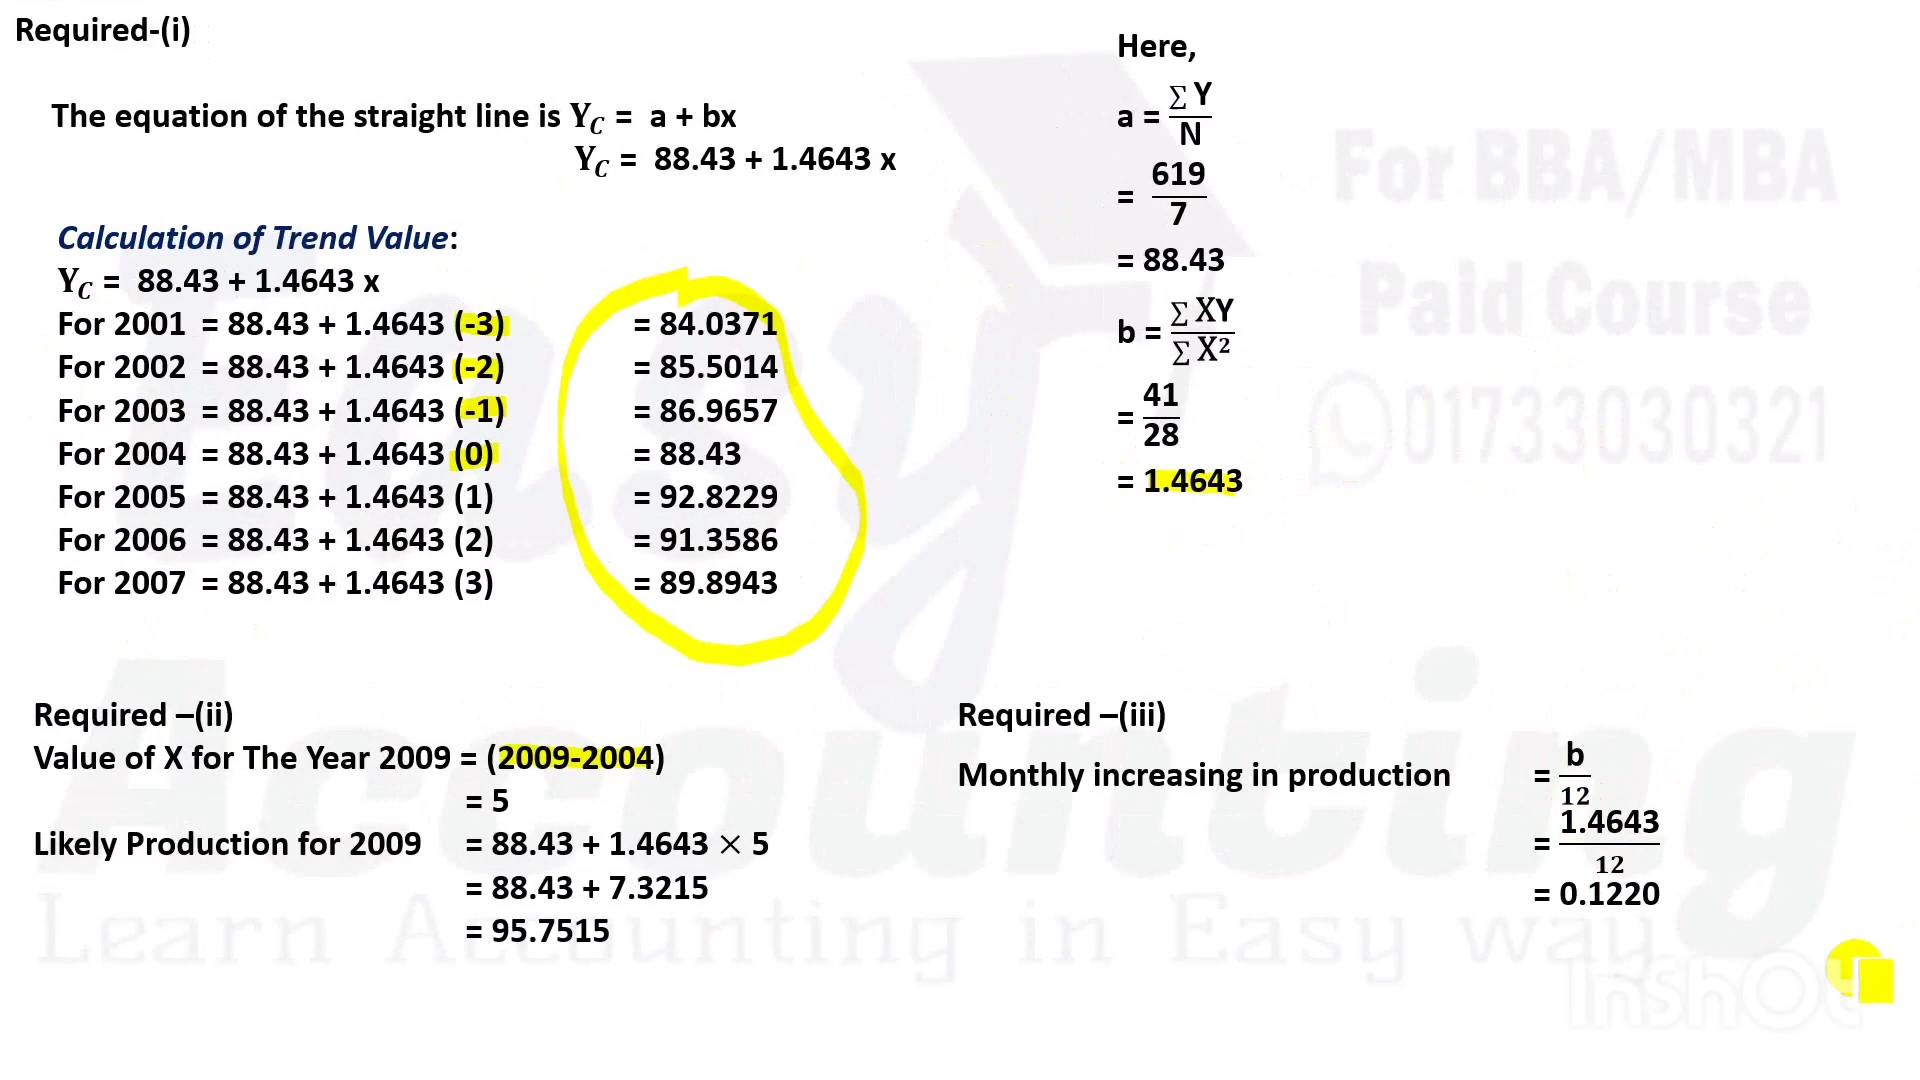 Required-(i)
The equation of the straight line is Y_C = a + bx
Y_C = 88.43 + 1.4643 x
Calculation of Trend Value:
Y_C = 88.43 + 1.4643 x
For 2001 = 88.43 + 1.4643 (-3) = 84.0371
For 2002 = 88.43 + 1.4643 (-2) = 85.5014
For 2003 = 88.43 + 1.4643 (-1) = 86.9657
For 2004 = 88.43 + 1.4643 (0) = 88.43
For 2005 = 88.43 + 1.4643 (1) = 92.8229
For 2006 = 88.43 + 1.4643 (2) = 91.3586
For 2007 = 88.43 + 1.4643 (3) = 89.8943
Here,
a = ∑ Y / N
= 619 / 7
= 88.43
b = ∑ XY / ∑ X²
= 41 / 28
= 1.4643
Required –(ii)
Value of X for The Year 2009 = (2009-2004)
= 5
Likely Production for 2009 = 88.43 + 1.4643 × 5
= 88.43 + 7.3215
= 95.7515
Required –(iii)
Monthly increasing in production = b / 12
= 1.4643 / 12
= 0.1220
For BBA/MBA
Paid Course
01733030321
Easy
Accounting
Learn Accounting in Easy way
InShOt